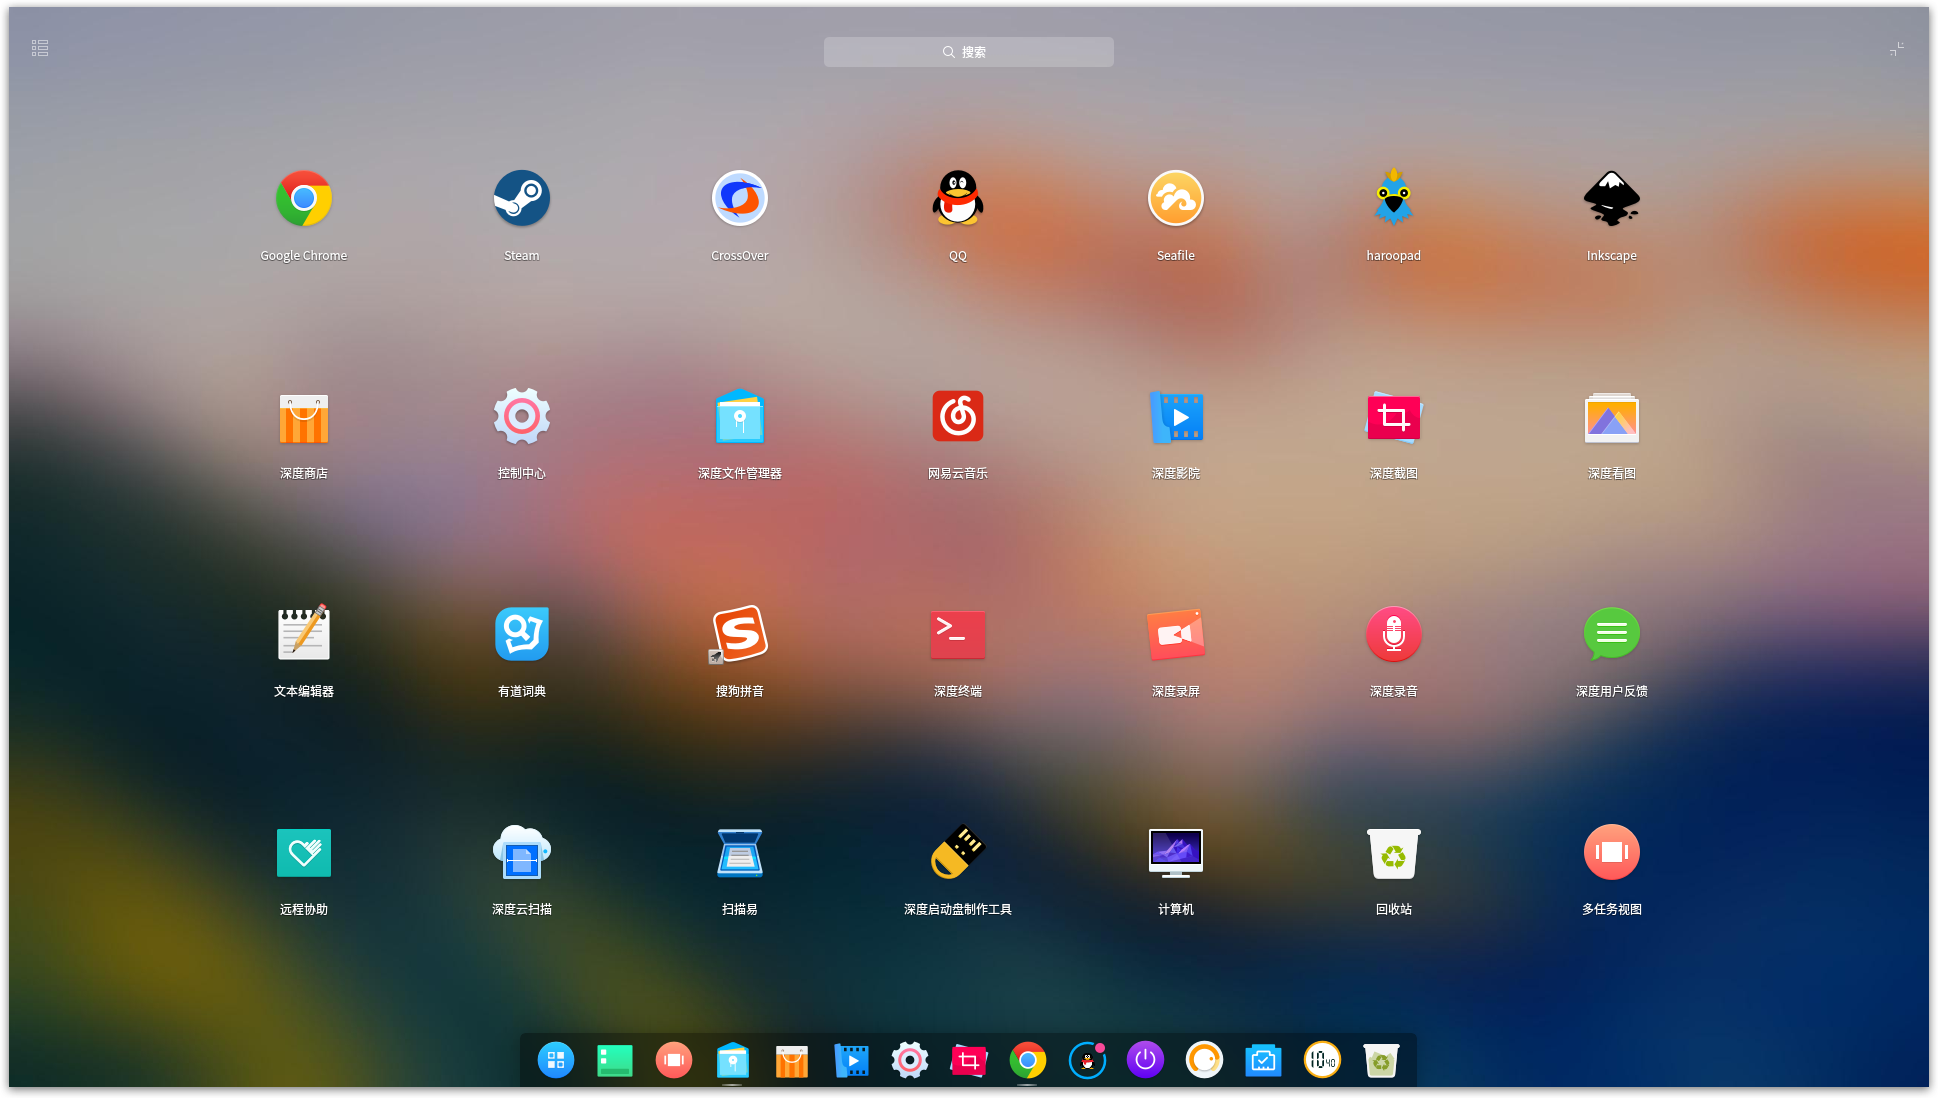 搜索
Google Chrome
Steam
CrossOver
QQ
Seafile
haroopad
Inkscape
深度商店
控制中心
深度文件管理器
网易云音乐
深度影院
深度截图
深度看图
文本编辑器
有道词典
搜狗拼音
深度终端
深度录屏
深度录音
深度用户反馈
远程协助
深度云扫描
扫描易
深度启动盘制作工具
计算机
回收站
多任务视图
10 40